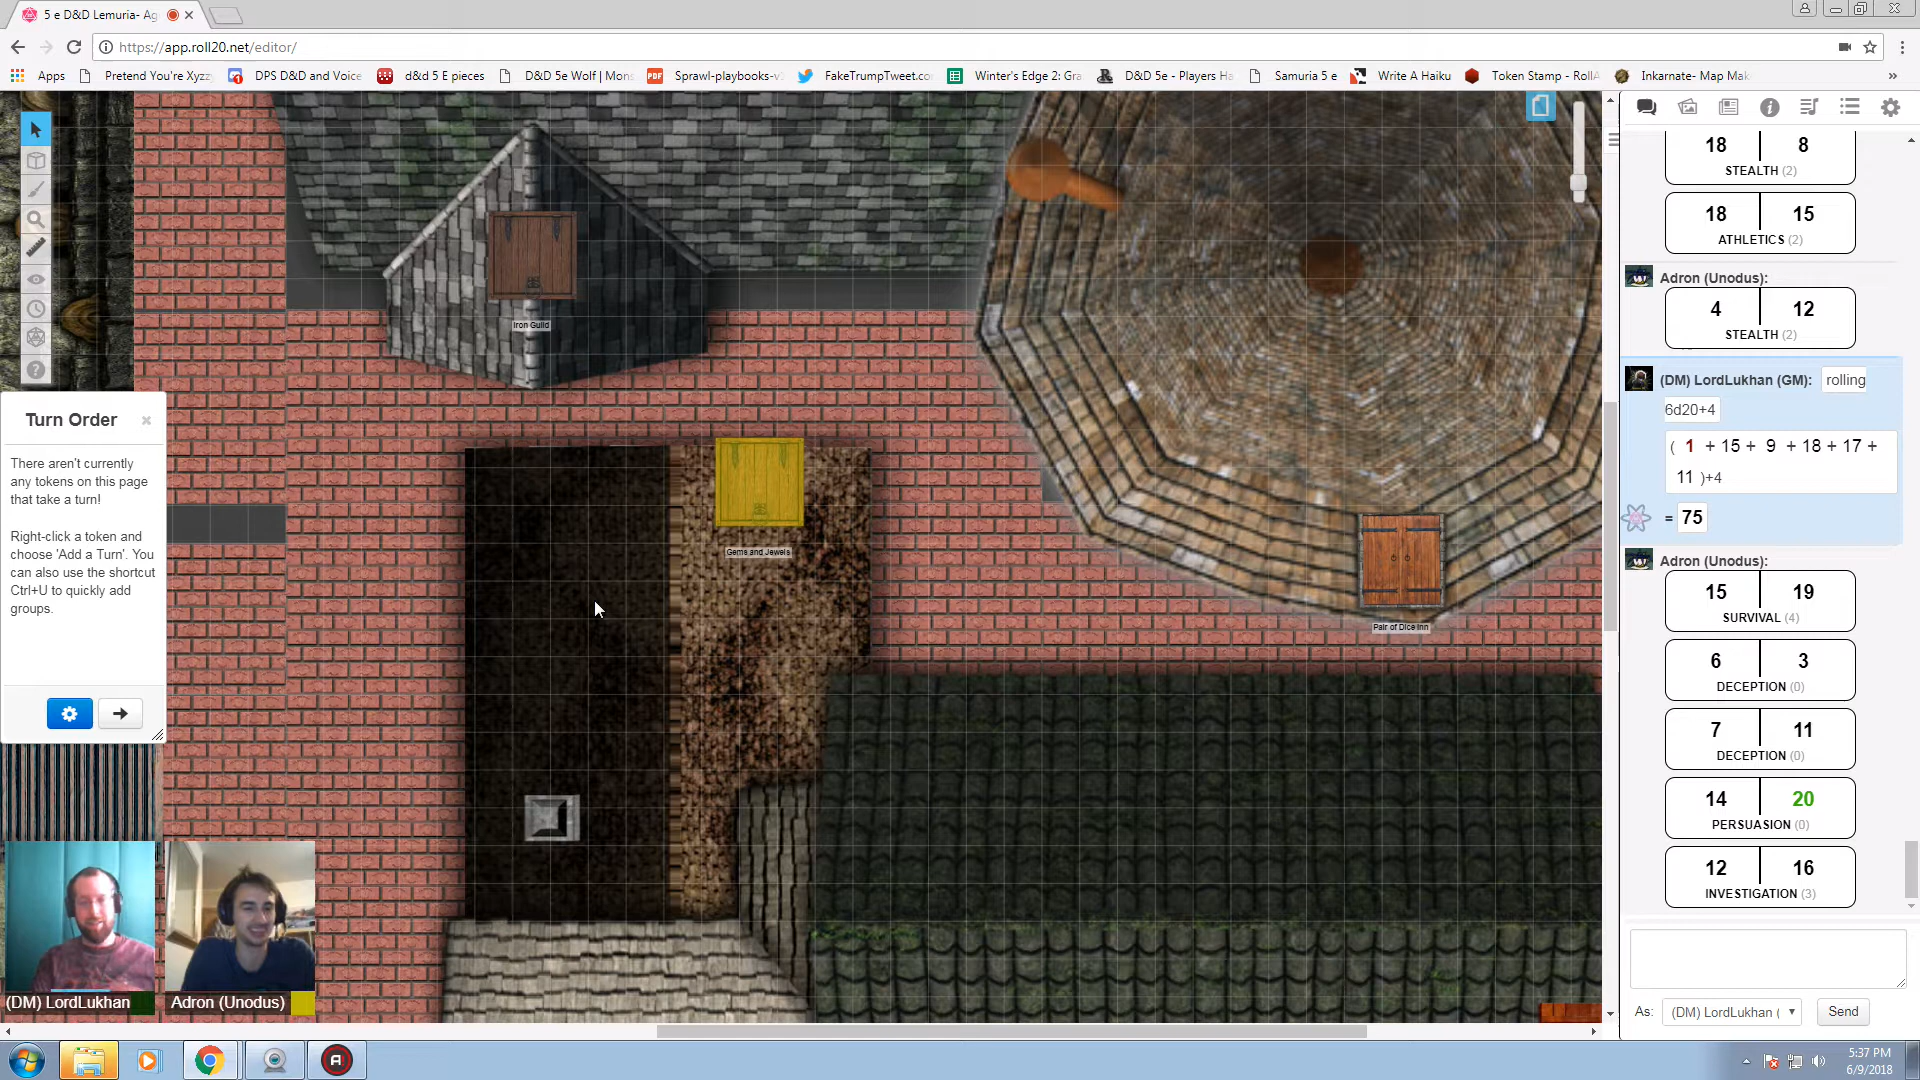 5 e D&D Lemuria- Ag
https://app.roll20.net/editor/
Apps
Pretend You're Xyzz
DPS D&D and Voice
d&d 5 E pieces
D&D 5e Wolf | Mons
PDF
Sprawl-playbooks-v
FakeTrumpTweet.co
Winter's Edge 2: Gra
D&D 5e - Players Ha
Samuria 5 e
Write A Haiku
Token Stamp - RollA
Inkarnate- Map Mak
»
Iron Guild
Gems and Jewels
Pair of Dice Inn
Turn Order
There aren't currently
any tokens on this page
that take a turn!
Right-click a token and
choose 'Add a Turn'. You
can also use the shortcut
Ctrl+U to quickly add
groups.
(DM) LordLukhan
Adron (Unodus)
18 8
STEALTH (2)
18 15
ATHLETICS (2)
Adron (Unodus):
4 12
STEALTH (2)
(DM) LordLukhan (GM): rolling
6d20+4
( 1 + 15 + 9 + 18 + 17 +
11 )+4
= 75
Adron (Unodus):
15 19
SURVIVAL (4)
6 3
DECEPTION (0)
7 11
DECEPTION (0)
14 20
PERSUASION (0)
12 16
INVESTIGATION (3)
As: (DM) LordLukhan ( Send
5:37 PM
6/9/2018